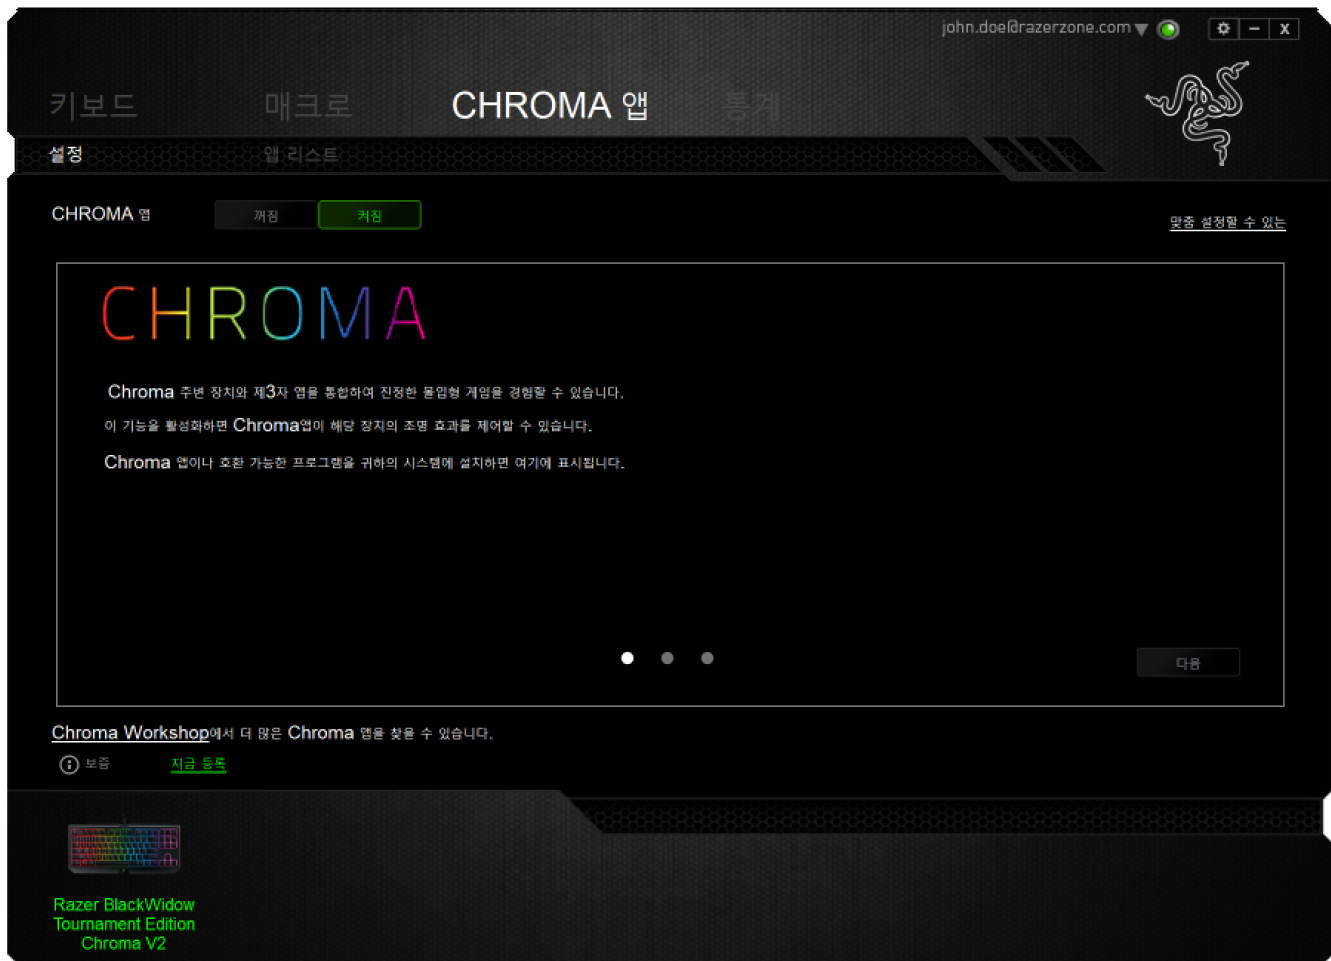 john.doe@razerzone.com
키보드 매크로 CHROMA 앱 통계
설정 앱 리스트
CHROMA 앱 꺼짐 켜짐
맞춤 설정할 수 있는
CHROMA
Chroma 주변 장치와 제3자 앱을 통합하여 진정한 몰입형 게임을 경험할 수 있습니다.
이 기능을 활성화하면 Chroma앱이 해당 장치의 조명 효과를 제어할 수 있습니다.
Chroma 앱이나 호환 가능한 프로그램을 귀하의 시스템에 설치하면 여기에 표시됩니다.
다음
Chroma Workshop에서 더 많은 Chroma 앱을 찾을 수 있습니다.
보증 지금 등록
Razer BlackWidow
Tournament Edition
Chroma V2